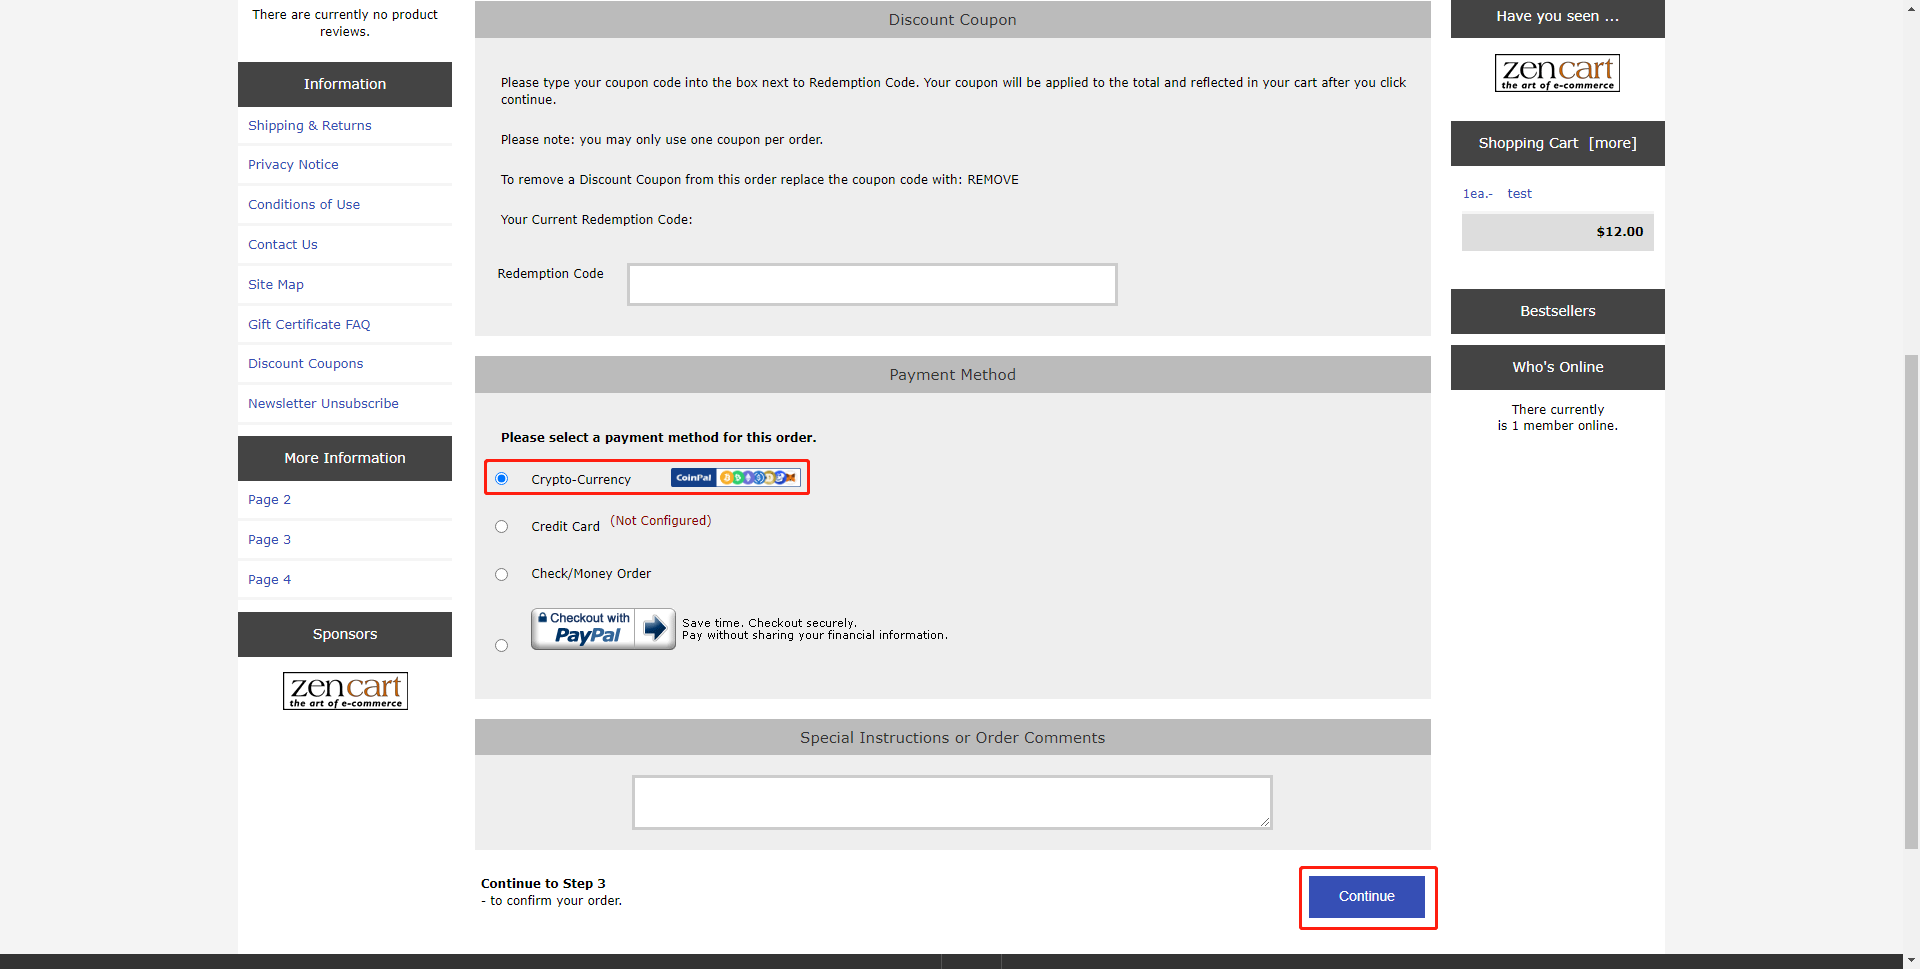 There are currently no product
reviews.
Information
Shipping & Returns
Privacy Notice
Conditions of Use
Contact Us
Site Map
Gift Certificate FAQ
Discount Coupons
Newsletter Unsubscribe
More Information
Page 2
Page 3
Page 4
Sponsors
zencart
the art of e-commerce
Discount Coupon
Please type your coupon code into the box next to Redemption Code. Your coupon will be applied to the total and reflected in your cart after you click
continue.
Please note: you may only use one coupon per order.
To remove a Discount Coupon from this order replace the coupon code with: REMOVE
Your Current Redemption Code:
Redemption Code
Payment Method
Please select a payment method for this order.
Crypto-Currency CoinPal
Credit Card (Not Configured)
Check/Money Order
Checkout with
PayPal
Save time. Checkout securely.
Pay without sharing your financial information.
Special Instructions or Order Comments
Continue to Step 3
- to confirm your order.
Continue
Have you seen ...
zencart
the art of e-commerce
Shopping Cart [more]
1ea.- test
$12.00
Bestsellers
Who's Online
There currently
is 1 member online.